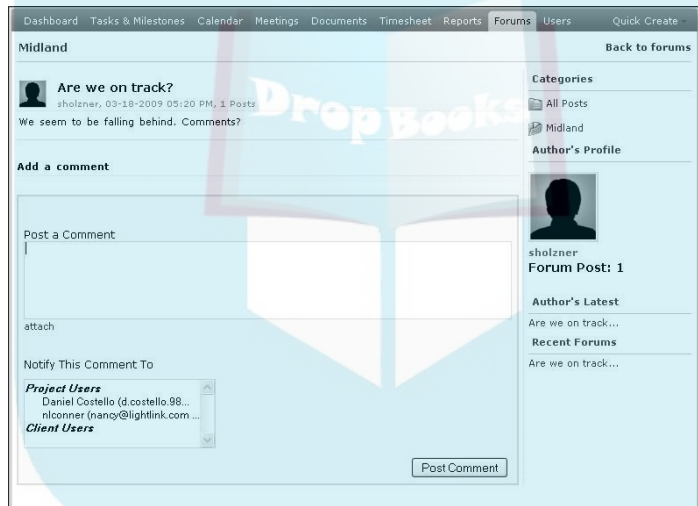 Dashboard Tasks & Milestones Calendar Meetings Documents Timesheet Reports Forums Users Quick Create
Midland
Back to forums
Are we on track?
sholzner, 03-18-2009 05:20 PM, 1 Posts
We seem to be falling behind. Comments?
Add a comment
Post a Comment
attach
Notify This Comment To
Project Users
Daniel Costello (d.costello.98...
nlconner (nancy@lightlink.com ...
Client Users
Post Comment
Categories
All Posts
Midland
Author's Profile
sholzner
Forum Post: 1
Author's Latest
Are we on track...
Recent Forums
Are we on track...
DropBooks